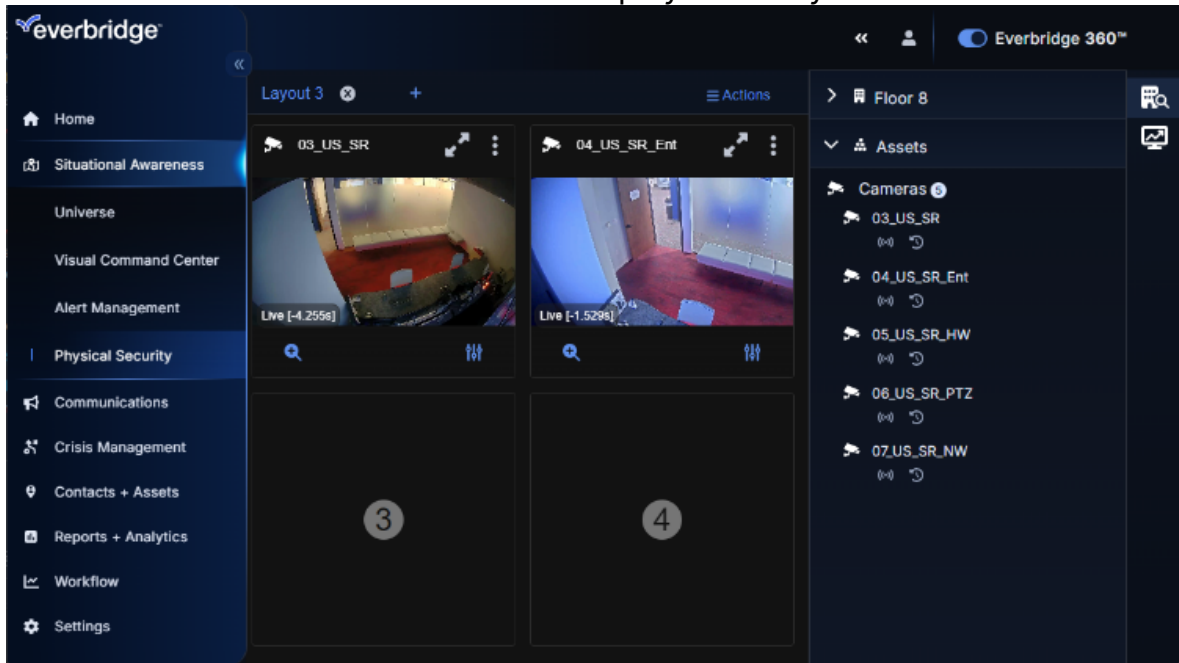 everbridge™
Everbridge 360™
Home
Situational Awareness
Universe
Visual Command Center
Alert Management
Physical Security
Communications
Crisis Management
Contacts + Assets
Reports + Analytics
Workflow
Settings
Layout 3
Actions
03_US_SR
Live [-4.255s]
04_US_SR_Ent
Live [-1.529s]
3
4
Floor 8
Assets
Cameras 5
03_US_SR
04_US_SR_Ent
05_US_SR_HW
06_US_SR_PTZ
07_US_SR_NW